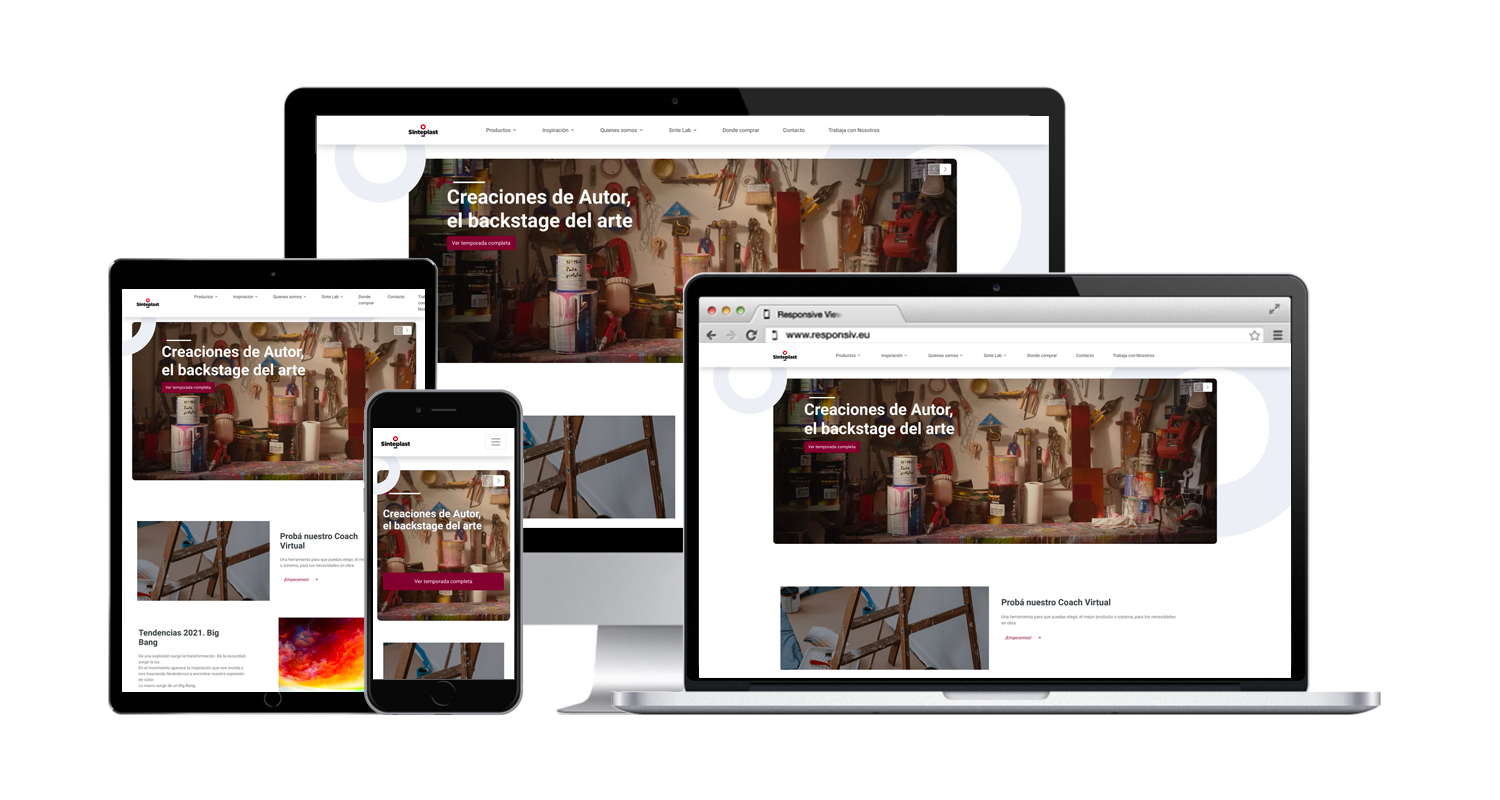 Sinteplast
Productos
Inspiración
Quienes somos
Sinte Lab
Donde comprar
Contacto
Trabaja con Nosotros
Creaciones de Autor,
el backstage del arte
Ver temporada completa
Sinteplast
Productos
Inspiración
Quienes somos
Sinte Lab
Donde
comprar
Contacto
Creaciones de Autor,
el backstage del arte
Ver temporada completa
Probá nuestro Coach
Virtual
Una herramienta para que puedas elegir, el
o sistema, para tus necesidades en obra.
¡Empecemos!
Tendencias 2021. Big
Bang
De una explosión surge la transformación. De la oscuridad,
surge la luz.
En el movimiento aparece la inspiración que nos inunda y
nos trasciende llevándonos a encontrar nuestra expresión
de color.
Lo nuevo surge de un Big Bang.
Sinteplast
Creaciones de Autor,
el backstage del arte
Ver temporada completa
Responsive View
www.responsiv.eu
Sinteplast
Productos
Inspiración
Quienes somos
Sinte Lab
Donde comprar
Contacto
Trabaja con Nosotros
Creaciones de Autor,
el backstage del arte
Ver temporada completa
Probá nuestro Coach Virtual
Una herramienta para que puedas elegir, el mejor producto o sistema, para tus necesidades
en obra.
¡Empecemos!